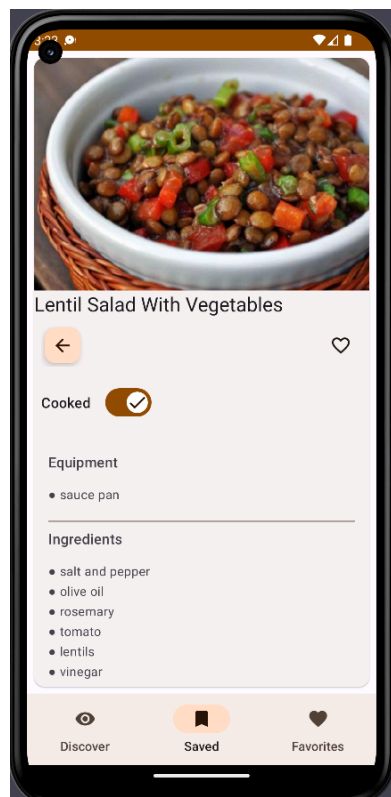 Lentil Salad With Vegetables
Cooked
Equipment
• sauce pan
Ingredients
• salt and pepper
• olive oil
• rosemary
• tomato
• lentils
• vinegar
Discover Saved Favorites